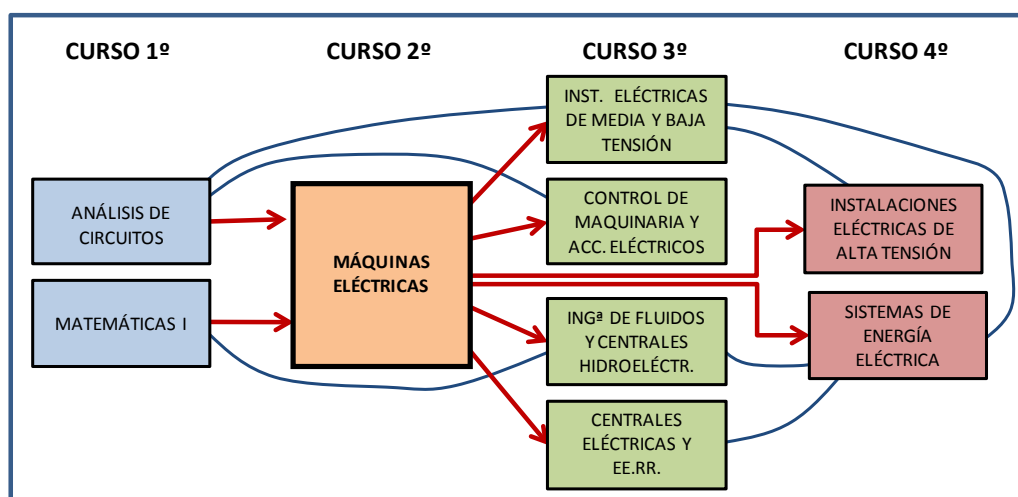 CURSO 1º
CURSO 2º
CURSO 3º
CURSO 4º
ANÁLISIS DE
CIRCUITOS
MATEMÁTICAS I
MÁQUINAS
ELÉCTRICAS
INST. ELÉCTRICAS
DE MEDIA Y BAJA
TENSIÓN
CONTROL DE
MAQUINARIA Y
ACC. ELÉCTRICOS
INGª DE FLUIDOS
Y CENTRALES
HIDROELÉCTR.
CENTRALES
ELÉCTRICAS Y
EE.RR.
INSTALACIONES
ELÉCTRICAS DE
ALTA TENSIÓN
SISTEMAS DE
ENERGÍA
ELÉCTRICA